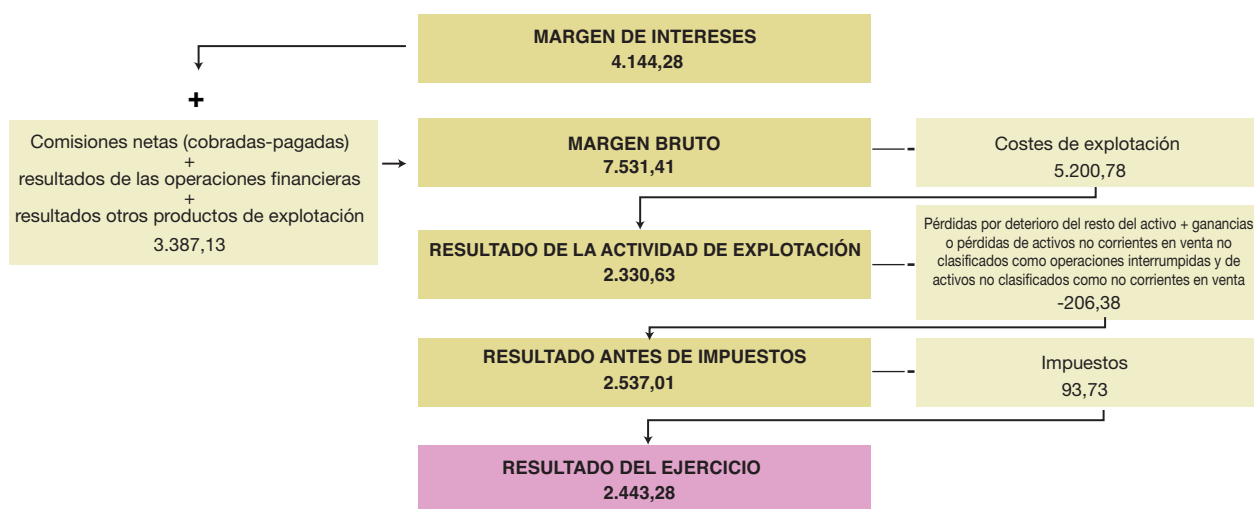 MARGEN DE INTERESES
4.144,28
+
Comisiones netas (cobradas-pagadas)
+
resultados de las operaciones financieras
+
resultados otros productos de explotación
3.387,13
MARGEN BRUTO
7.531,41
-
Costes de explotación
5.200,78
RESULTADO DE LA ACTIVIDAD DE EXPLOTACIÓN
2.330,63
-
Pérdidas por deterioro del resto del activo + ganancias
o pérdidas de activos no corrientes en venta no
clasificados como operaciones interrumpidas y de
activos no clasificados como no corrientes en venta
-206,38
RESULTADO ANTES DE IMPUESTOS
2.537,01
-
Impuestos
93,73
RESULTADO DEL EJERCICIO
2.443,28